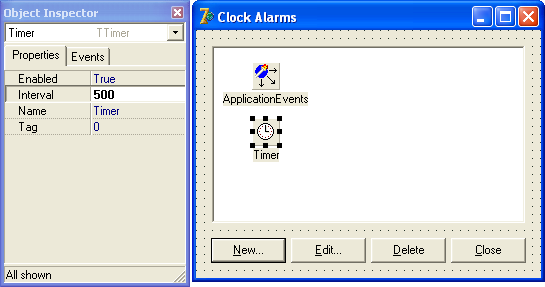 Object Inspector
Timer TTimer
Properties Events
Enabled True
Interval 500
Name Timer
Tag 0
All shown
Clock Alarms
ApplicationEvents
Timer
New... Edit... Delete Close